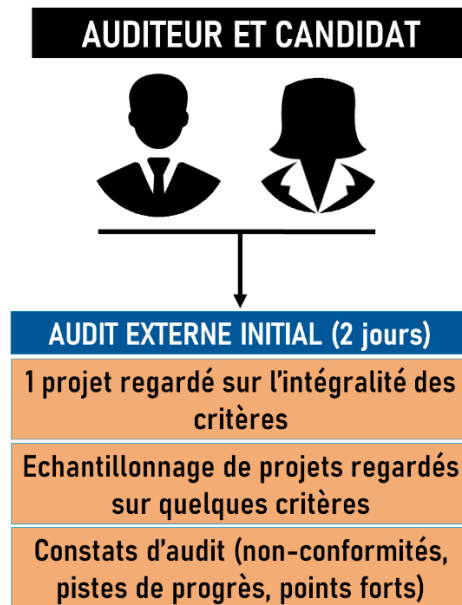 AUDITEUR ET CANDIDAT
AUDIT EXTERNE INITIAL (2 jours)
1 projet regardé sur l'intégralité des
critères
Echantillonnage de projets regardés
sur quelques critères
Constats d'audit (non-conformités,
pistes de progrès, points forts)